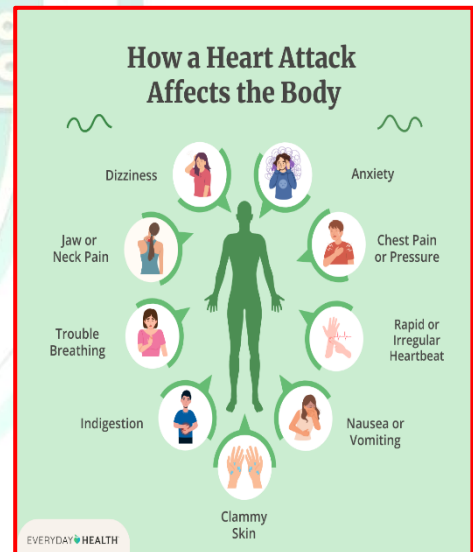 How a Heart Attack
Affects the Body
Dizziness
Anxiety
Jaw or
Neck Pain
Chest Pain
or Pressure
Trouble
Breathing
Rapid or
Irregular
Heartbeat
Indigestion
Nausea or
Vomiting
Clammy
Skin
EVERYDAY HEALTH